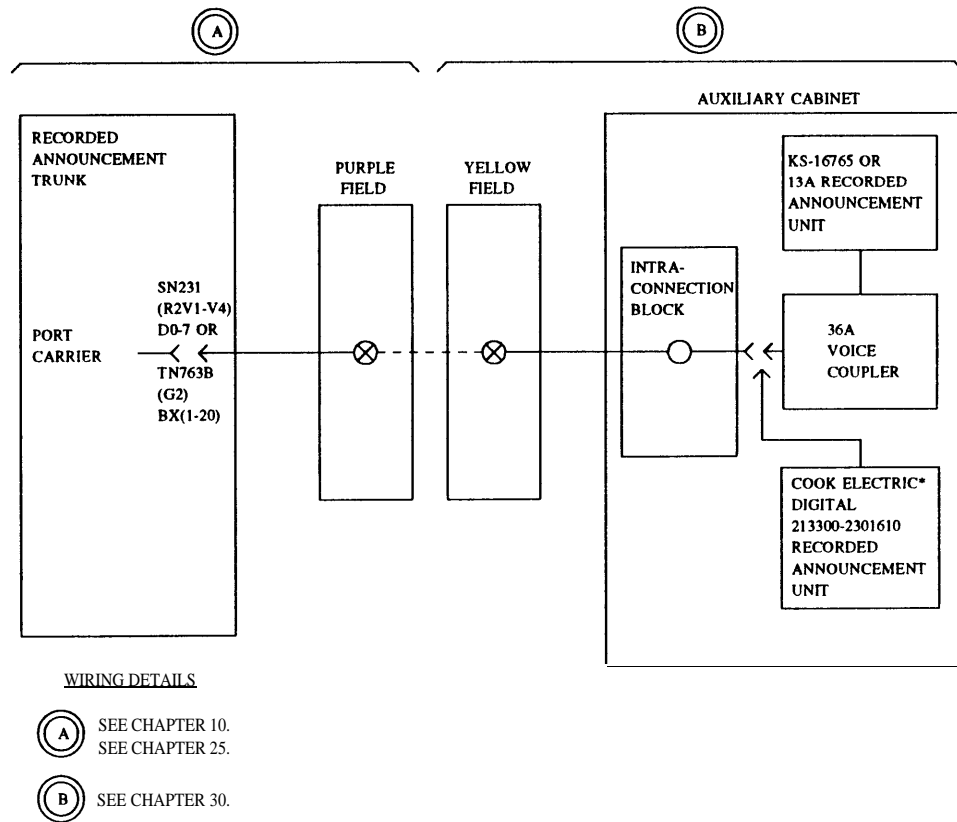 A
B
AUXILIARY CABINET
RECORDED
ANNOUNCEMENT
TRUNK
PURPLE
FIELD
YELLOW
FIELD
KS-16765 OR
13A RECORDED
ANNOUNCEMENT
UNIT
INTRA-
CONNECTION
BLOCK
SN231
(R2V1-V4)
D0-7 OR
PORT
CARRIER
TN763B
(G2)
BX(1-20)
36A
VOICE
COUPLER
COOK ELECTRIC*
DIGITAL
213300-2301610
RECORDED
ANNOUNCEMENT
UNIT
WIRING DETAILS
A SEE CHAPTER 10.
SEE CHAPTER 25.
B SEE CHAPTER 30.